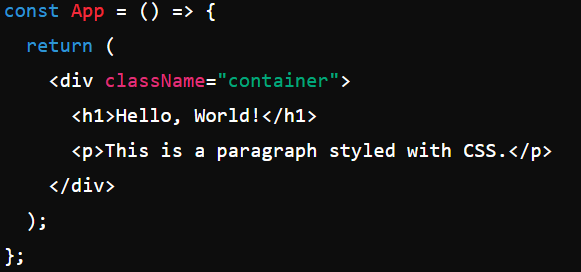 const App = () => {
  return (
    <div className="container">
      <h1>Hello, World!</h1>
      <p>This is a paragraph styled with CSS.</p>
    </div>
  );
};